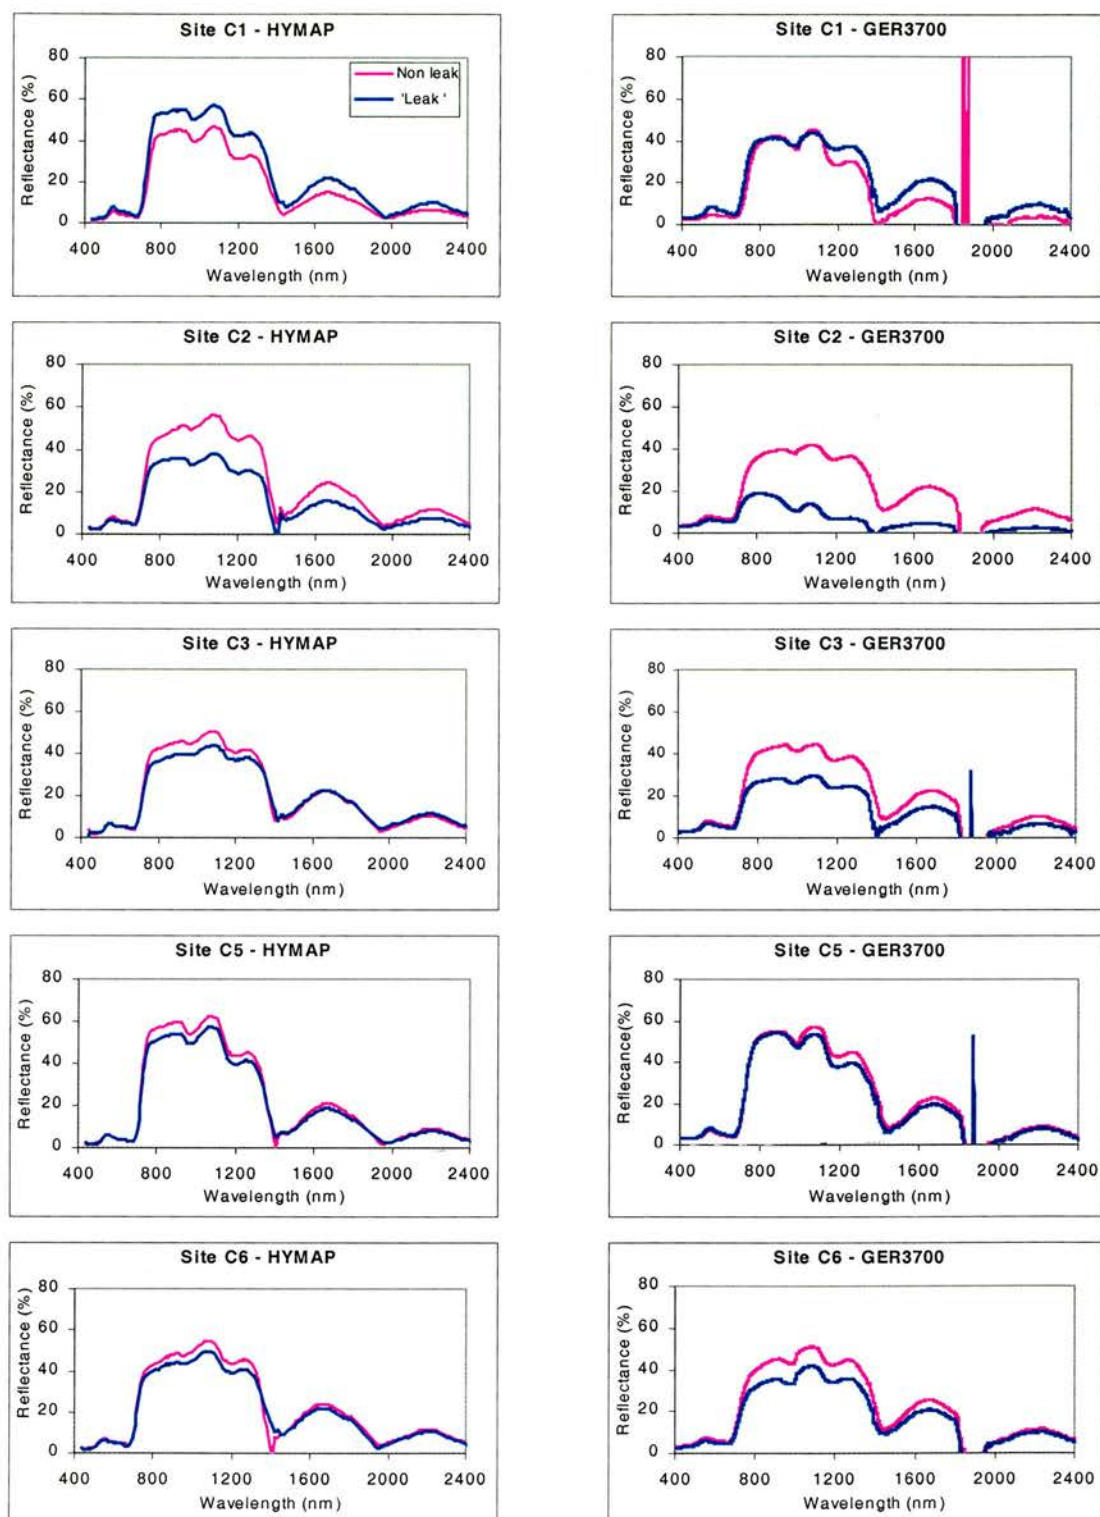 Site C1 - HYMAP
Reflectance (%)
80
60
40
20
0
Non leak
'Leak '
400 800 1200 1600 2000 2400
Wavelength (nm)
Site C1 - GER3700
Reflectance (%)
80
60
40
20
0
400 800 1200 1600 2000 2400
Wavelength (nm)
Site C2 - HYMAP
Reflectance (%)
80
60
40
20
0
400 800 1200 1600 2000 2400
Wavelength (nm)
Site C2 - GER3700
Reflectance (%)
80
60
40
20
0
400 800 1200 1600 2000 2400
Wavelength (nm)
Site C3 - HYMAP
Reflectance (%)
80
60
40
20
0
400 800 1200 1600 2000 2400
Wavelength (nm)
Site C3 - GER3700
Reflectance (%)
80
60
40
20
0
400 800 1200 1600 2000 2400
Wavelength (nm)
Site C5 - HYMAP
Reflectance (%)
80
60
40
20
0
400 800 1200 1600 2000 2400
Wavelength (nm)
Site C5 - GER3700
Reflecance(%)
80
60
40
20
0
400 800 1200 1600 2000 2400
Wavelength (nm)
Site C6 - HYMAP
Reflectance (%)
80
60
40
20
0
400 800 1200 1600 2000 2400
Wavelength (nm)
Site C6 - GER3700
Reflectance (%)
80
60
40
20
0
400 800 1200 1600 2000 2400
Wavelength (nm)